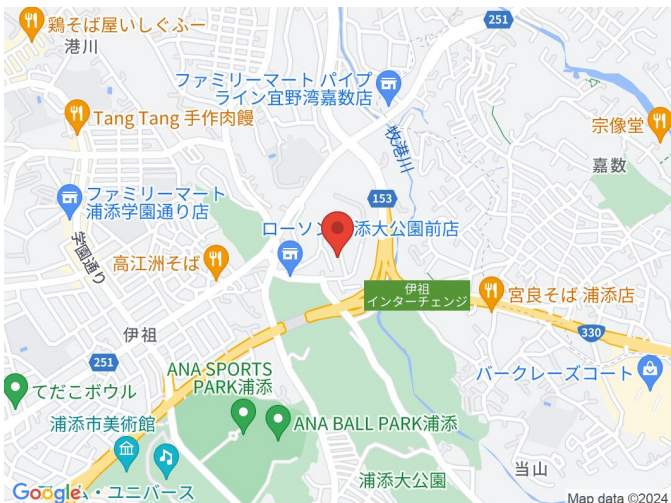 鶏そば屋いしぐふー
港川
251
153
ファミリーマート パイプ
ライン宜野湾嘉数店
Tang Tang 手作肉饅
宗像堂
牧港川
嘉数
ファミリーマート
浦添学園通り店
153
ローソン
添大公園前店
学園通り
高江洲そば
伊祖
インターチェンジ
宮良そば 浦添店
伊祖
330
251
ANA SPORTS
PARK浦添
バークレーズコート
てだこボウル
浦添市美術館
ANA BALL PARK浦添
当山
浦添大公園
Google
ム・ユニバース
Map data ©2024